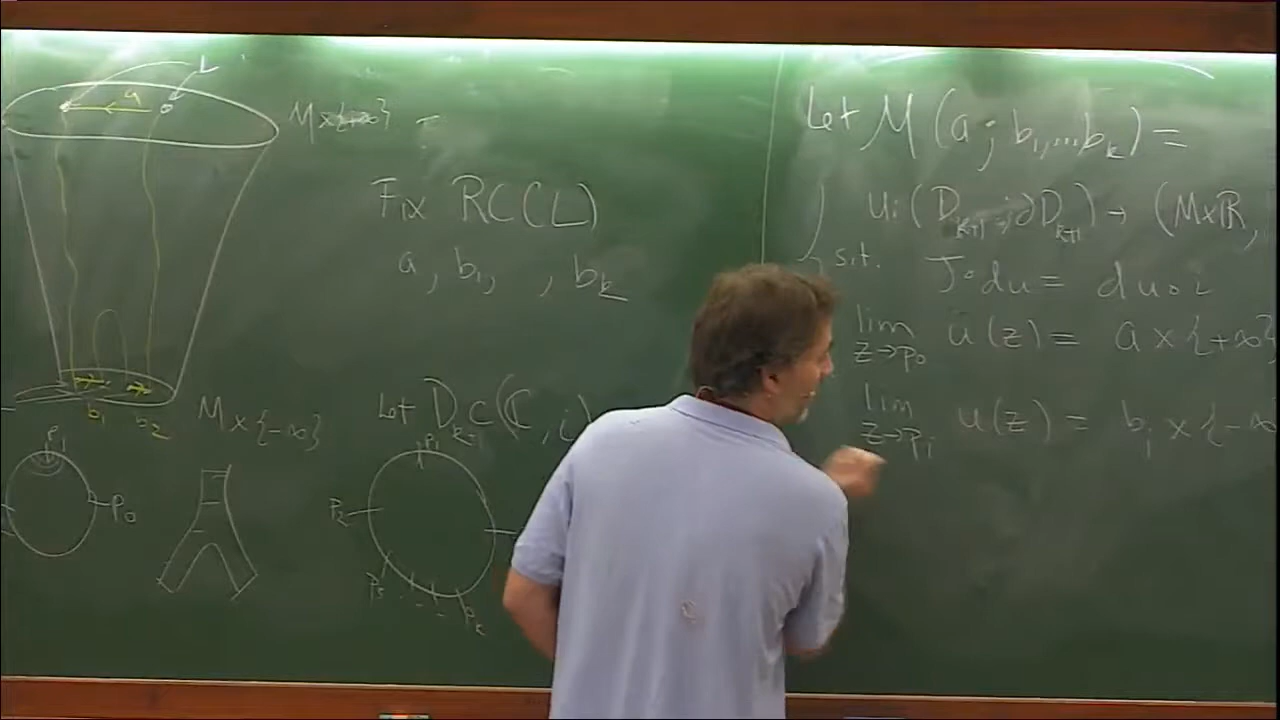 L
a
M×{+∞}
Fix RC(L)
a, b₁, , b_k
b₁ b₂
M×{-∞}
Let D_{k+1} ⊂ (ℂ, i)
p₁
p₀
p₁
p₂
p₃ . . .
p_k
Let M(a; b₁, ... b_k) =
{ u: (D_{k+1}, ∂D_{k+1}) → (M×ℝ,
s.t. J∘du = du∘i
lim_{z→p₀} u(z) = a×{+∞}
lim_{z→p_i} u(z) = b_i×{-∞